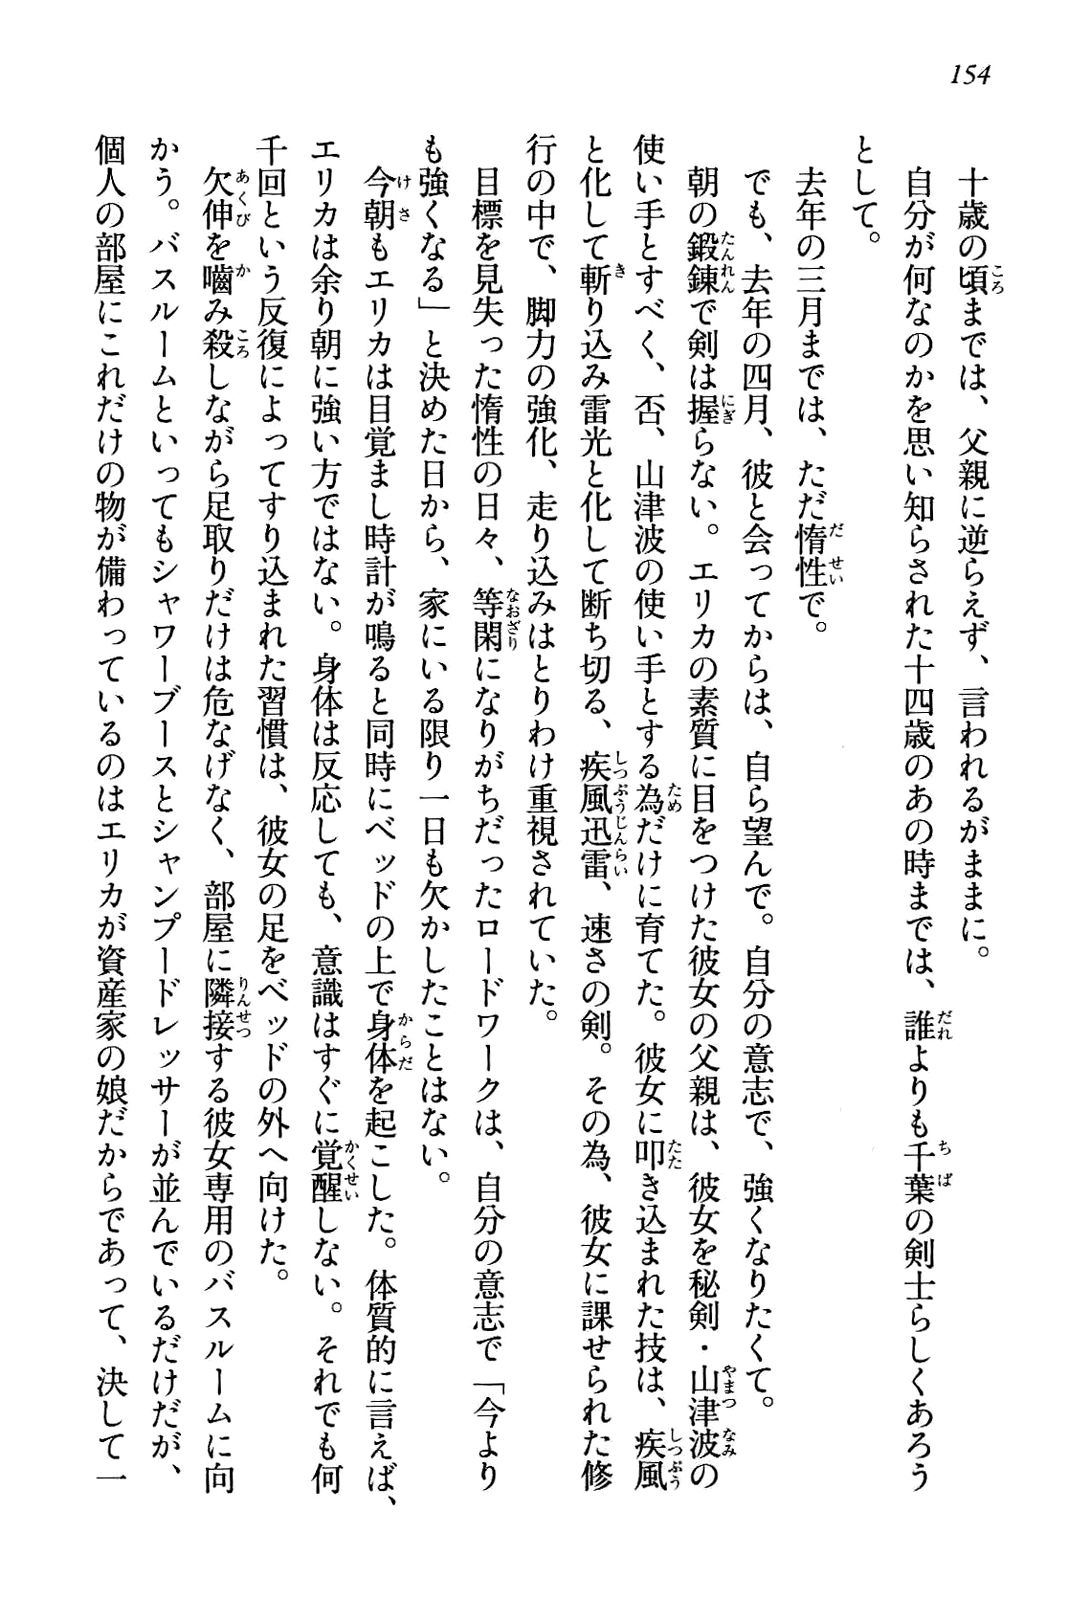 154
十歳の頃までは、父親に逆らえず、言われるがままに。
自分が何なのかを思い知らされた十四歳のあの時までは、誰よりも千葉の剣士らしくあろう
として。
去年の三月までは、ただ惰性で。
でも、去年の四月、彼と会ってからは、自ら望んで。自分の意志で、強くなりたくて。
朝の鍛錬で剣は握らない。エリカの素質に目をつけた彼女の父親は、彼女を秘剣・山津波の
使い手とすべく、否、山津波の使い手とする為だけに育てた。彼女に叩き込まれた技は、疾風
と化して斬り込み雷光と化して断ち切る、疾風迅雷、速さの剣。その為、彼女に課せられた修
行の中で、脚力の強化、走り込みはとりわけ重視されていた。
目標を見失った惰性の日々、等閑になりがちだったロードワークは、自分の意志で「今より
も強くなる」と決めた日から、家にいる限り一日も欠かしたことはない。
今朝もエリカは目覚まし時計が鳴ると同時にベッドの上で身体を起こした。体質的に言えば、
エリカは余り朝に強い方ではない。身体は反応しても、意識はすぐに覚醒しない。それでも何
千回という反復によってすり込まれた習慣は、彼女の足をベッドの外へ向けた。
欠伸を嚙み殺しながら足取りだけは危なげなく、部屋に隣接する彼女専用のバスルームに向
かう。バスルームといってもシャワーブースとシャンプードレッサーが並んでいるだけだが、
個人の部屋にこれだけの物が備わっているのはエリカが資産家の娘だからであって、決して一